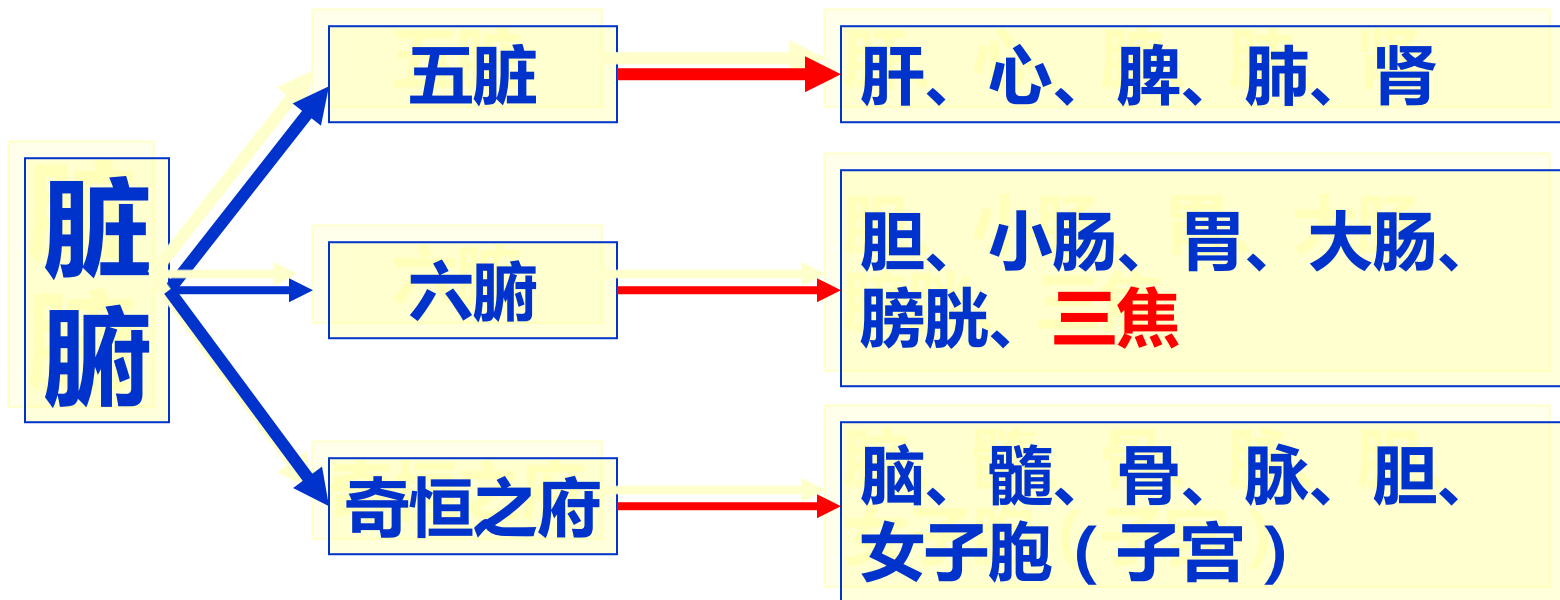 脏
腑
五脏
肝、心、脾、肺、肾
六腑
胆、小肠、胃、大肠、
膀胱、三焦
奇恒之府
脑、髓、骨、脉、胆、
女子胞（子宫）